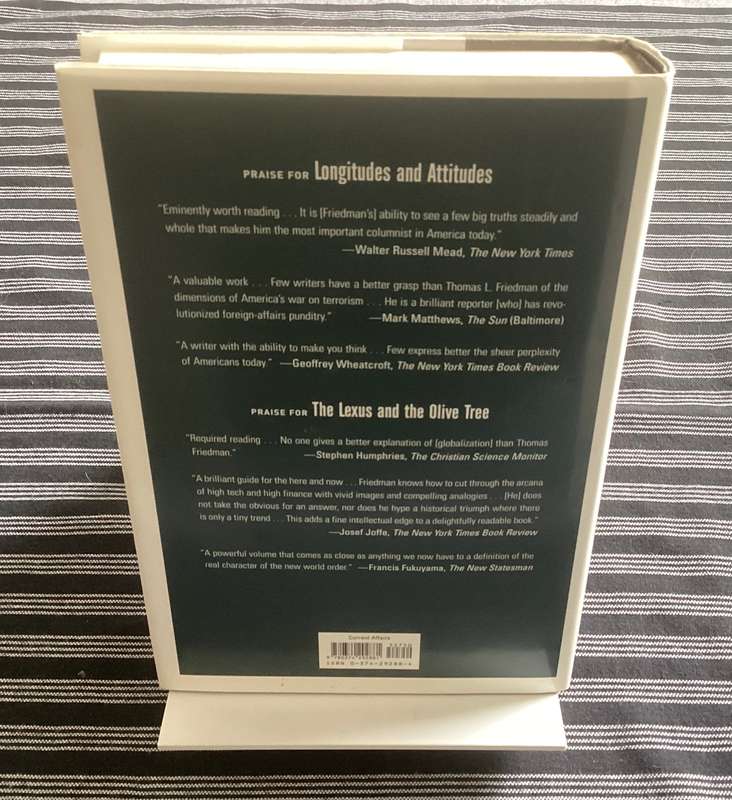 PRAISE FOR Longitudes and Attitudes
“Eminently worth reading . . . It is [Friedman's] ability to see a few big truths steadily and
whole that makes him the most important columnist in America today.”
—Walter Russell Mead, The New York Times
“A valuable work . . . Few writers have a better grasp than Thomas L. Friedman of the
dimensions of America's war on terrorism . . . He is a brilliant reporter [who] has revo-
lutionized foreign-affairs punditry.” —Mark Matthews, The Sun (Baltimore)
“A writer with the ability to make you think . . . Few express better the sheer perplexity
of Americans today.” —Geoffrey Wheatcroft, The New York Times Book Review
PRAISE FOR The Lexus and the Olive Tree
“Required reading . . . No one gives a better explanation of [globalization] than Thomas
Friedman.” —Stephen Humphries, The Christian Science Monitor
“A brilliant guide for the here and now . . . Friedman knows how to cut through the arcana
of high tech and high finance with vivid images and compelling analogies . . . [He] does
not take the obvious for an answer, nor does he hype a historical triumph where there
is only a tiny trend . . . This adds a fine intellectual edge to a delightfully readable book.”
—Josef Joffe, The New York Times Book Review
“A powerful volume that comes as close as anything we now have to a definition of the
real character of the new world order.” —Francis Fukuyama, The New Statesman
Current Affairs
ISBN 0-374-29288-4